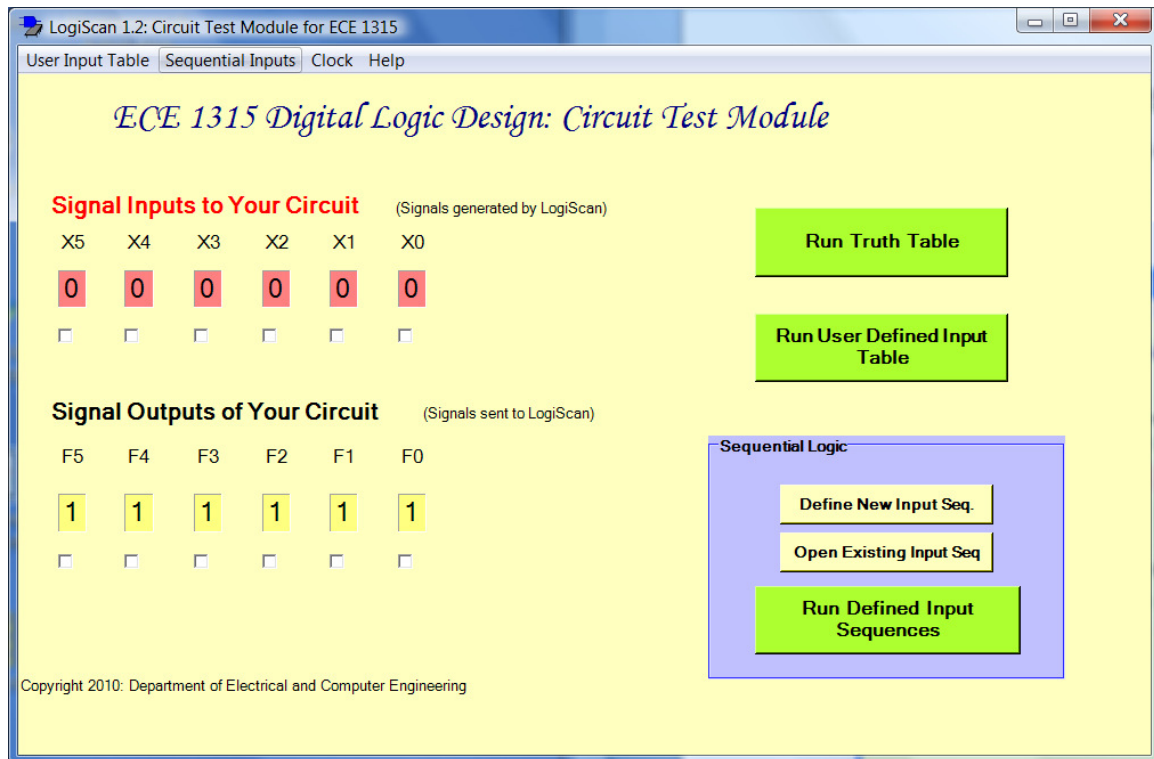 LogiScan 1.2: Circuit Test Module for ECE 1315
User Input Table Sequential Inputs Clock Help
ECE 1315 Digital Logic Design: Circuit Test Module
Signal Inputs to Your Circuit (Signals generated by LogiScan)
X5 X4 X3 X2 X1 X0
0 0 0 0 0 0
Run Truth Table
Run User Defined Input
Table
Signal Outputs of Your Circuit (Signals sent to LogiScan)
F5 F4 F3 F2 F1 F0
1 1 1 1 1 1
Sequential Logic
Define New Input Seq.
Open Existing Input Seq
Run Defined Input
Sequences
Copyright 2010: Department of Electrical and Computer Engineering